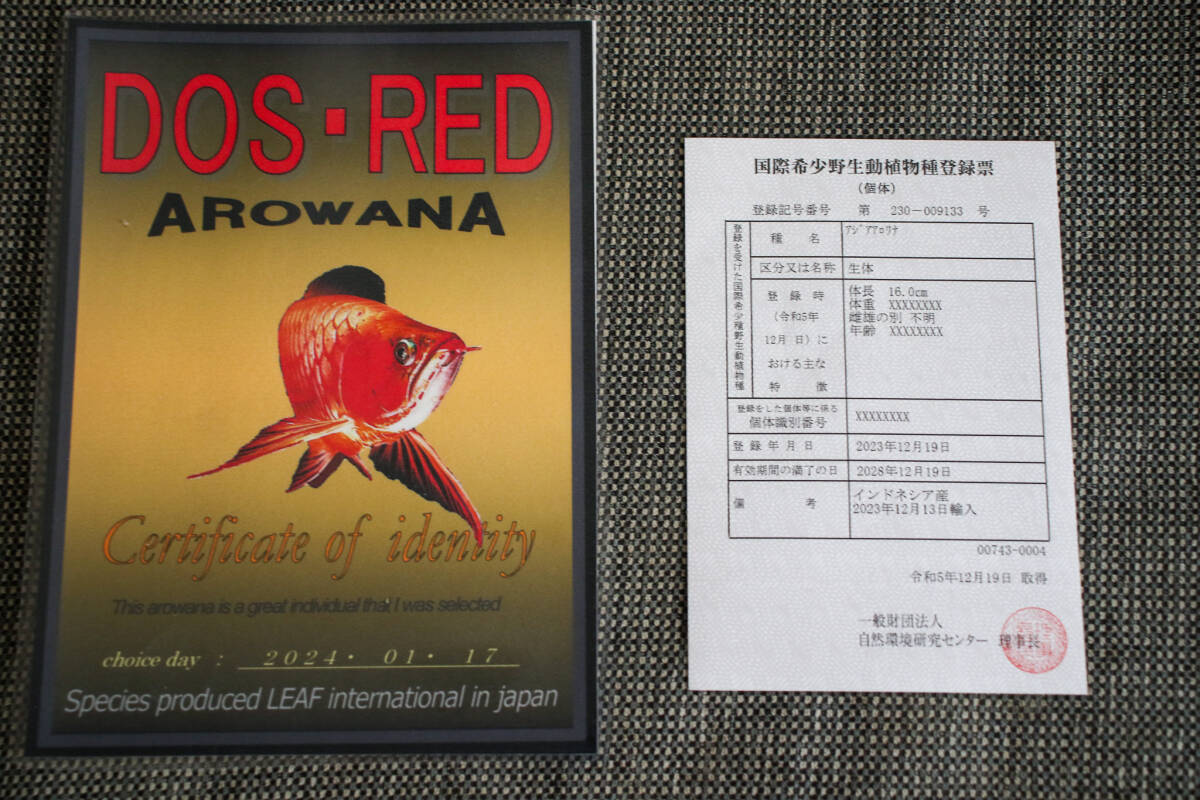 DOS・RED
AROWANA
Certificate of identity
This arowana is a great individual that I was selected
choice day : 2024・ 01・ 17
Species produced LEAF international in japan
国際希少野生動植物種登録票
（個体）
登録記号番号 第 230－009133 号
登録を受けた国際希少種野生動植物種
種 名 アジアアロワナ
区分又は名称 生体
登 録 時
（令和5年
12月 日）に
おける主な
特 徴
体長 16.0cm
体重 XXXXXXXX
雌雄の別 不明
年齢 XXXXXXXX
登録をした個体等に係る
個体識別番号 XXXXXXXX
登 録 年 月 日 2023年12月19日
有効期間の満了の日 2028年12月19日
備 考 インドネシア産
2023年12月13日輸入
00743-0004
令和5年12月19日 取得
一般財団法人
自然環境研究センター 理事長